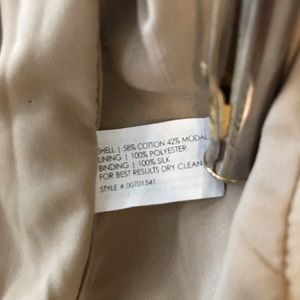 SHELL | 58% COTTON 42% MODAL
LINING | 100% POLYESTER
BINDING | 100% SILK
FOR BEST RESULTS DRY CLEAN
STYLE # 00701541